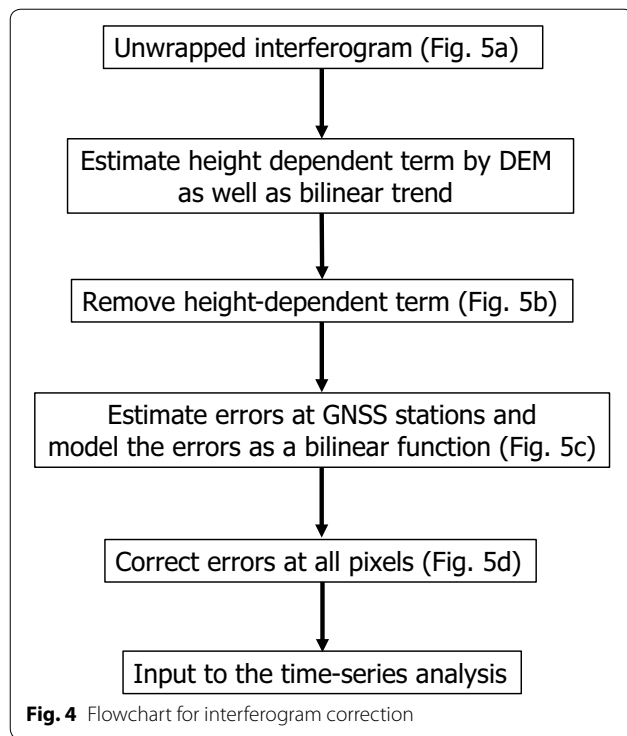 Unwrapped interferogram (Fig. 5a)
Estimate height dependent term by DEM
as well as bilinear trend
Remove height-dependent term (Fig. 5b)
Estimate errors at GNSS stations and
model the errors as a bilinear function (Fig. 5c)
Correct errors at all pixels (Fig. 5d)
Input to the time-series analysis
Fig. 4 Flowchart for interferogram correction